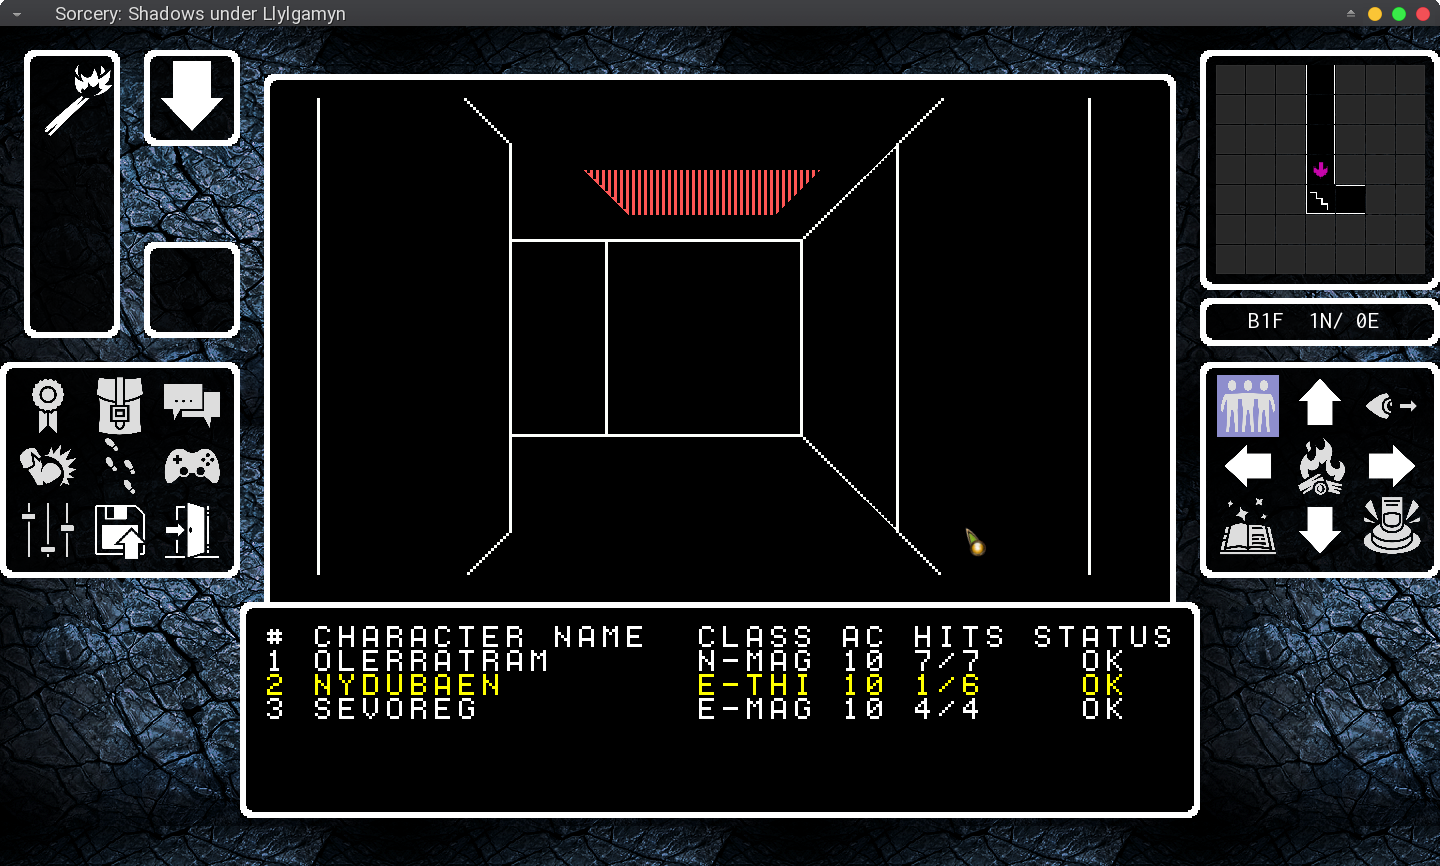 Sorcery: Shadows under Llylgamyn
B1F 1N/ 0E
# CHARACTER NAME CLASS AC HITS STATUS
1 OLERRATRAM N-MAG 10 7/7 OK
2 NYDUBAEN E-THI 10 1/6 OK
3 SEVOREG E-MAG 10 4/4 OK